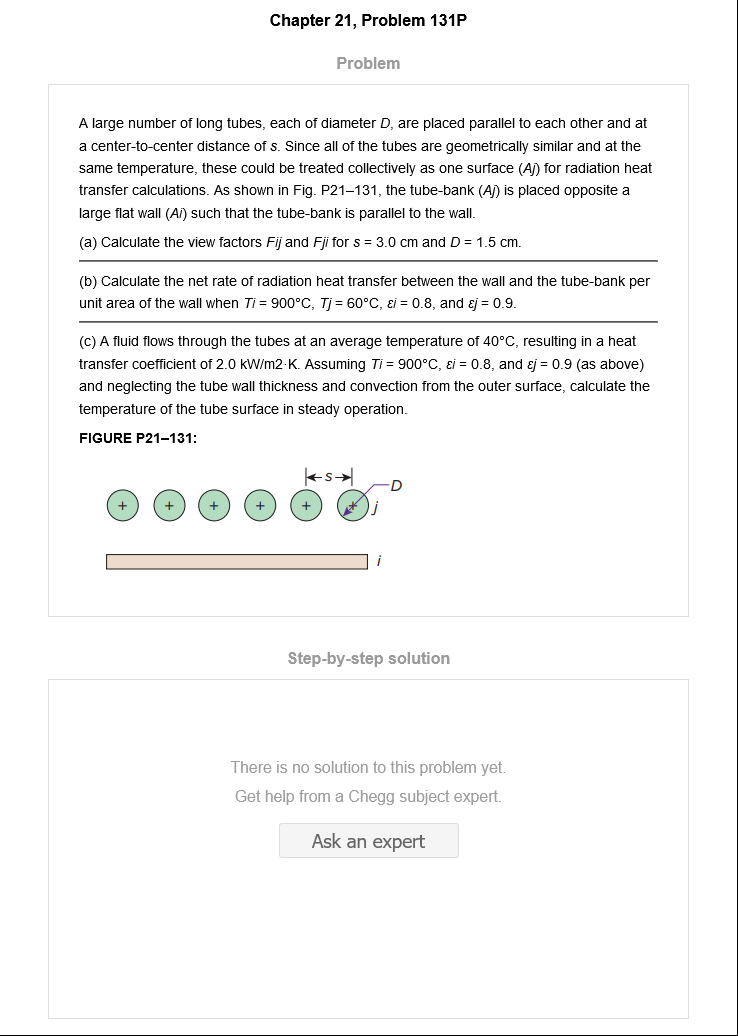 Chapter 21, Problem 131P
Problem
A large number of long tubes, each of diameter D, are placed parallel to each other and at
a center-to-center distance of s. Since all of the tubes are geometrically similar and at the
same temperature, these could be treated collectively as one surface (Aj) for radiation heat
transfer calculations. As shown in Fig. P21–131, the tube-bank (Aj) is placed opposite a
large flat wall (Ai) such that the tube-bank is parallel to the wall.
(a) Calculate the view factors Fij and Fji for s = 3.0 cm and D = 1.5 cm.
(b) Calculate the net rate of radiation heat transfer between the wall and the tube-bank per
unit area of the wall when Ti = 900°C, Tj = 60°C, εi = 0.8, and εj = 0.9.
(c) A fluid flows through the tubes at an average temperature of 40°C, resulting in a heat
transfer coefficient of 2.0 kW/m2·K. Assuming Ti = 900°C, εi = 0.8, and εj = 0.9 (as above)
and neglecting the tube wall thickness and convection from the outer surface, calculate the
temperature of the tube surface in steady operation.
FIGURE P21–131:
s
D
+ + + + + + j
i
Step-by-step solution
There is no solution to this problem yet.
Get help from a Chegg subject expert.
Ask an expert